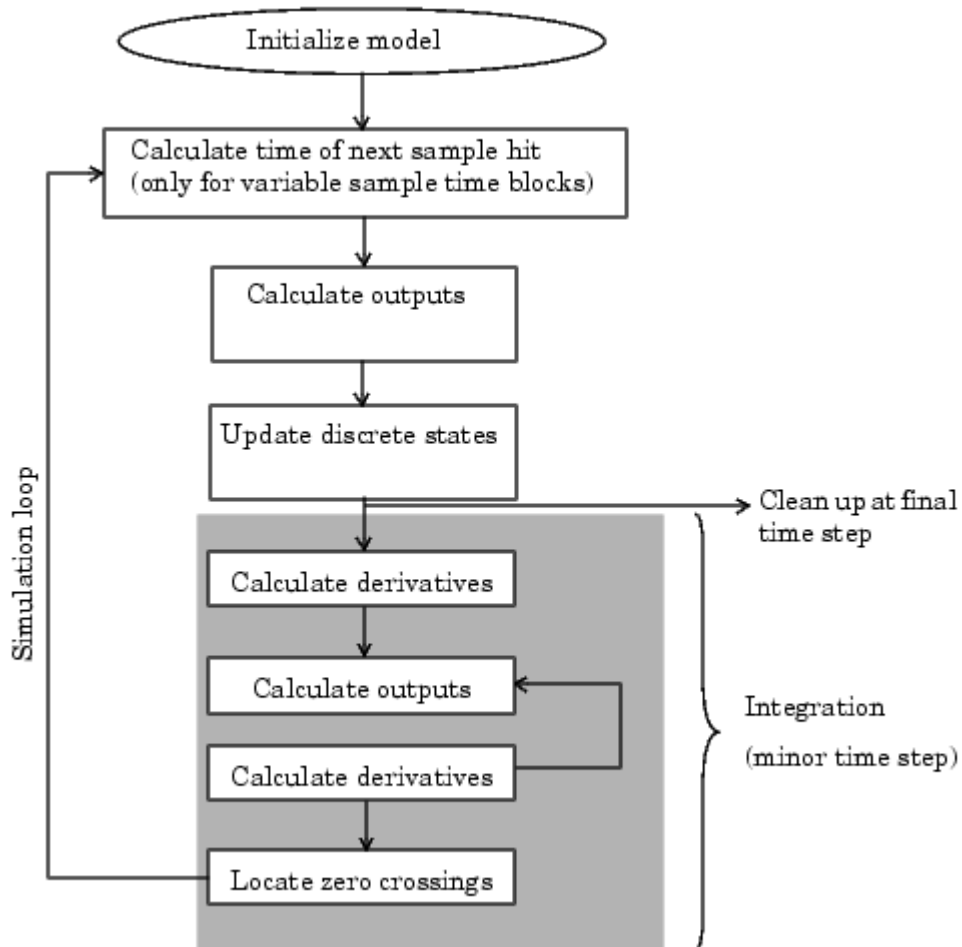 Initialize model
Calculate time of next sample hit
(only for variable sample time blocks)
Calculate outputs
Update discrete states
Clean up at final
time step
Simulation loop
Calculate derivatives
Calculate outputs
Calculate derivatives
Locate zero crossings
Integration
(minor time step)